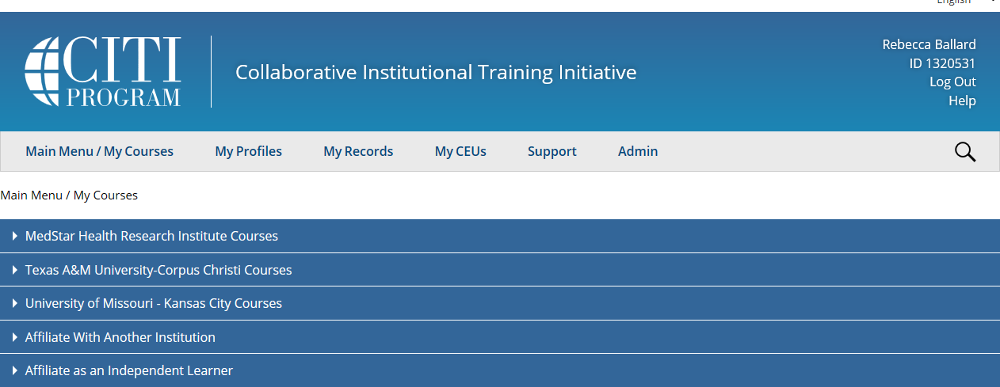 English
CITI
PROGRAM
Collaborative Institutional Training Initiative
Rebecca Ballard
ID 1320531
Log Out
Help
Main Menu / My Courses
My Profiles
My Records
My CEUs
Support
Admin
Main Menu / My Courses
MedStar Health Research Institute Courses
Texas A&M University-Corpus Christi Courses
University of Missouri - Kansas City Courses
Affiliate With Another Institution
Affiliate as an Independent Learner